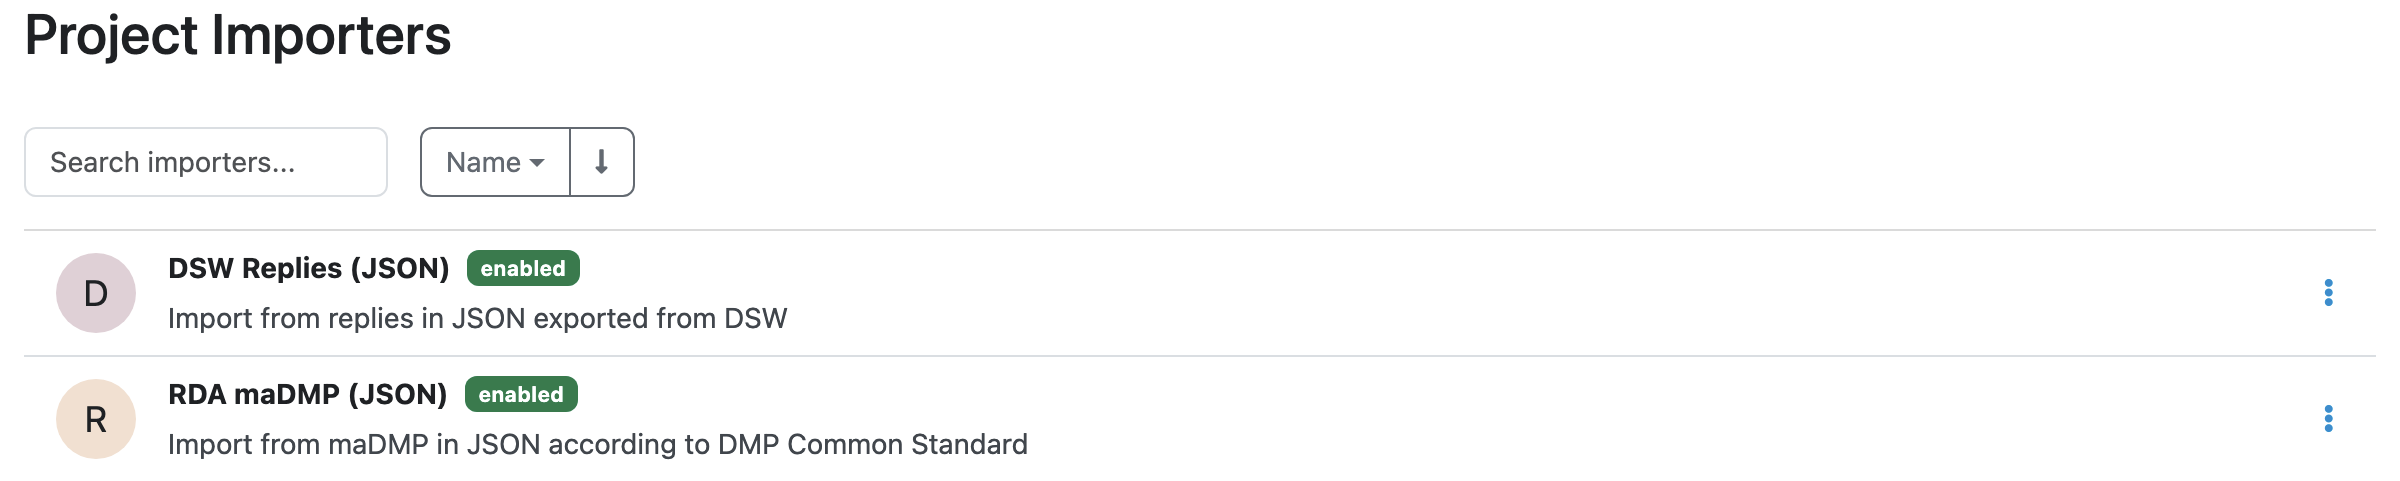 Project Importers
Search importers...
Name
D
DSW Replies (JSON) enabled
Import from replies in JSON exported from DSW
R
RDA maDMP (JSON) enabled
Import from maDMP in JSON according to DMP Common Standard